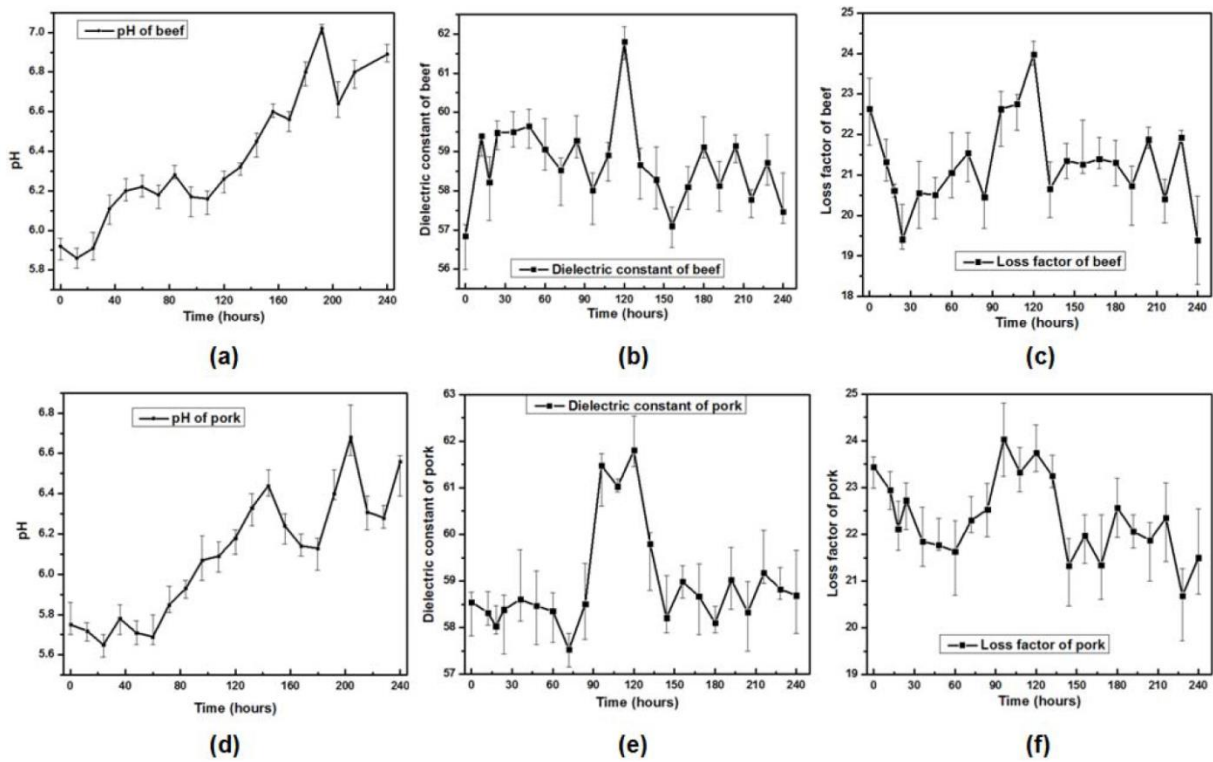 pH of beef
7.0
6.8
6.6
6.4
6.2
6.0
5.8
pH
0 40 80 120 160 200 240
Time (hours)
(a)
Dielectric constant of beef
62
61
60
59
58
57
56
Dielectric constant of beef
0 30 60 90 120 150 180 210 240
Time (hours)
(b)
25
24
23
22
21
20
19
18
Loss factor of beef
Loss factor of beef
0 30 60 90 120 150 180 210 240
Time (hours)
(c)
pH of pork
6.8
6.6
6.4
6.2
6.0
5.8
5.6
pH
0 40 80 120 160 200 240
Time (hours)
(d)
Dielectric constant of pork
63
62
61
60
59
58
57
Dielectric constant of pork
0 30 60 90 120 150 180 210 240
Time (hours)
(e)
25
24
23
22
21
20
19
Loss factor of pork
Loss factor of pork
0 30 60 90 120 150 180 210 240
Time (hours)
(f)